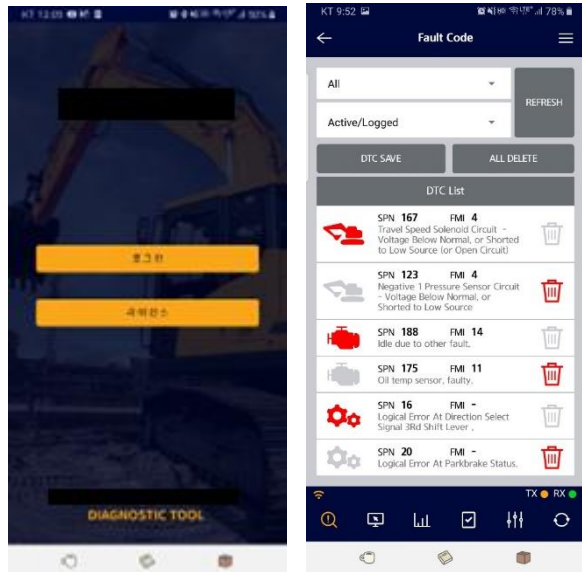 DIAGNOSTIC TOOL
KT 9:52
78%
Fault Code
All
Active/Logged
REFRESH
DTC SAVE
ALL DELETE
DTC List
SPN 167 FMI 4
Travel Speed Solenoid Circuit -
Voltage Below Normal, or Shorted
to Low Source (or Open Circuit)
SPN 123 FMI 4
Negative 1 Pressure Sensor Circuit
- Voltage Below Normal, or
Shorted to Low Source
SPN 188 FMI 14
Idle due to other fault,
SPN 175 FMI 11
Oil temp sensor, faulty,
SPN 16 FMI -
Logical Error At Direction Select
Signal 3Rd Shift Lever ,
SPN 20 FMI -
Logical Error At Parkbrake Status,
TX RX